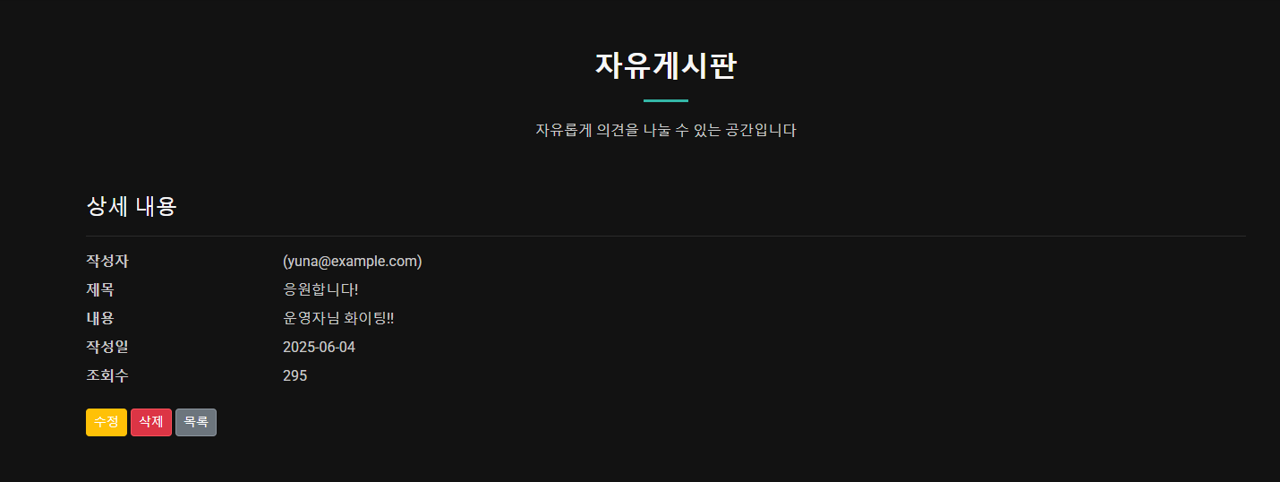 자유게시판
자유롭게 의견을 나눌 수 있는 공간입니다
상세 내용
작성자 (yuna@example.com)
제목 응원합니다!
내용 운영자님 화이팅!!
작성일 2025-06-04
조회수 295
수정 삭제 목록